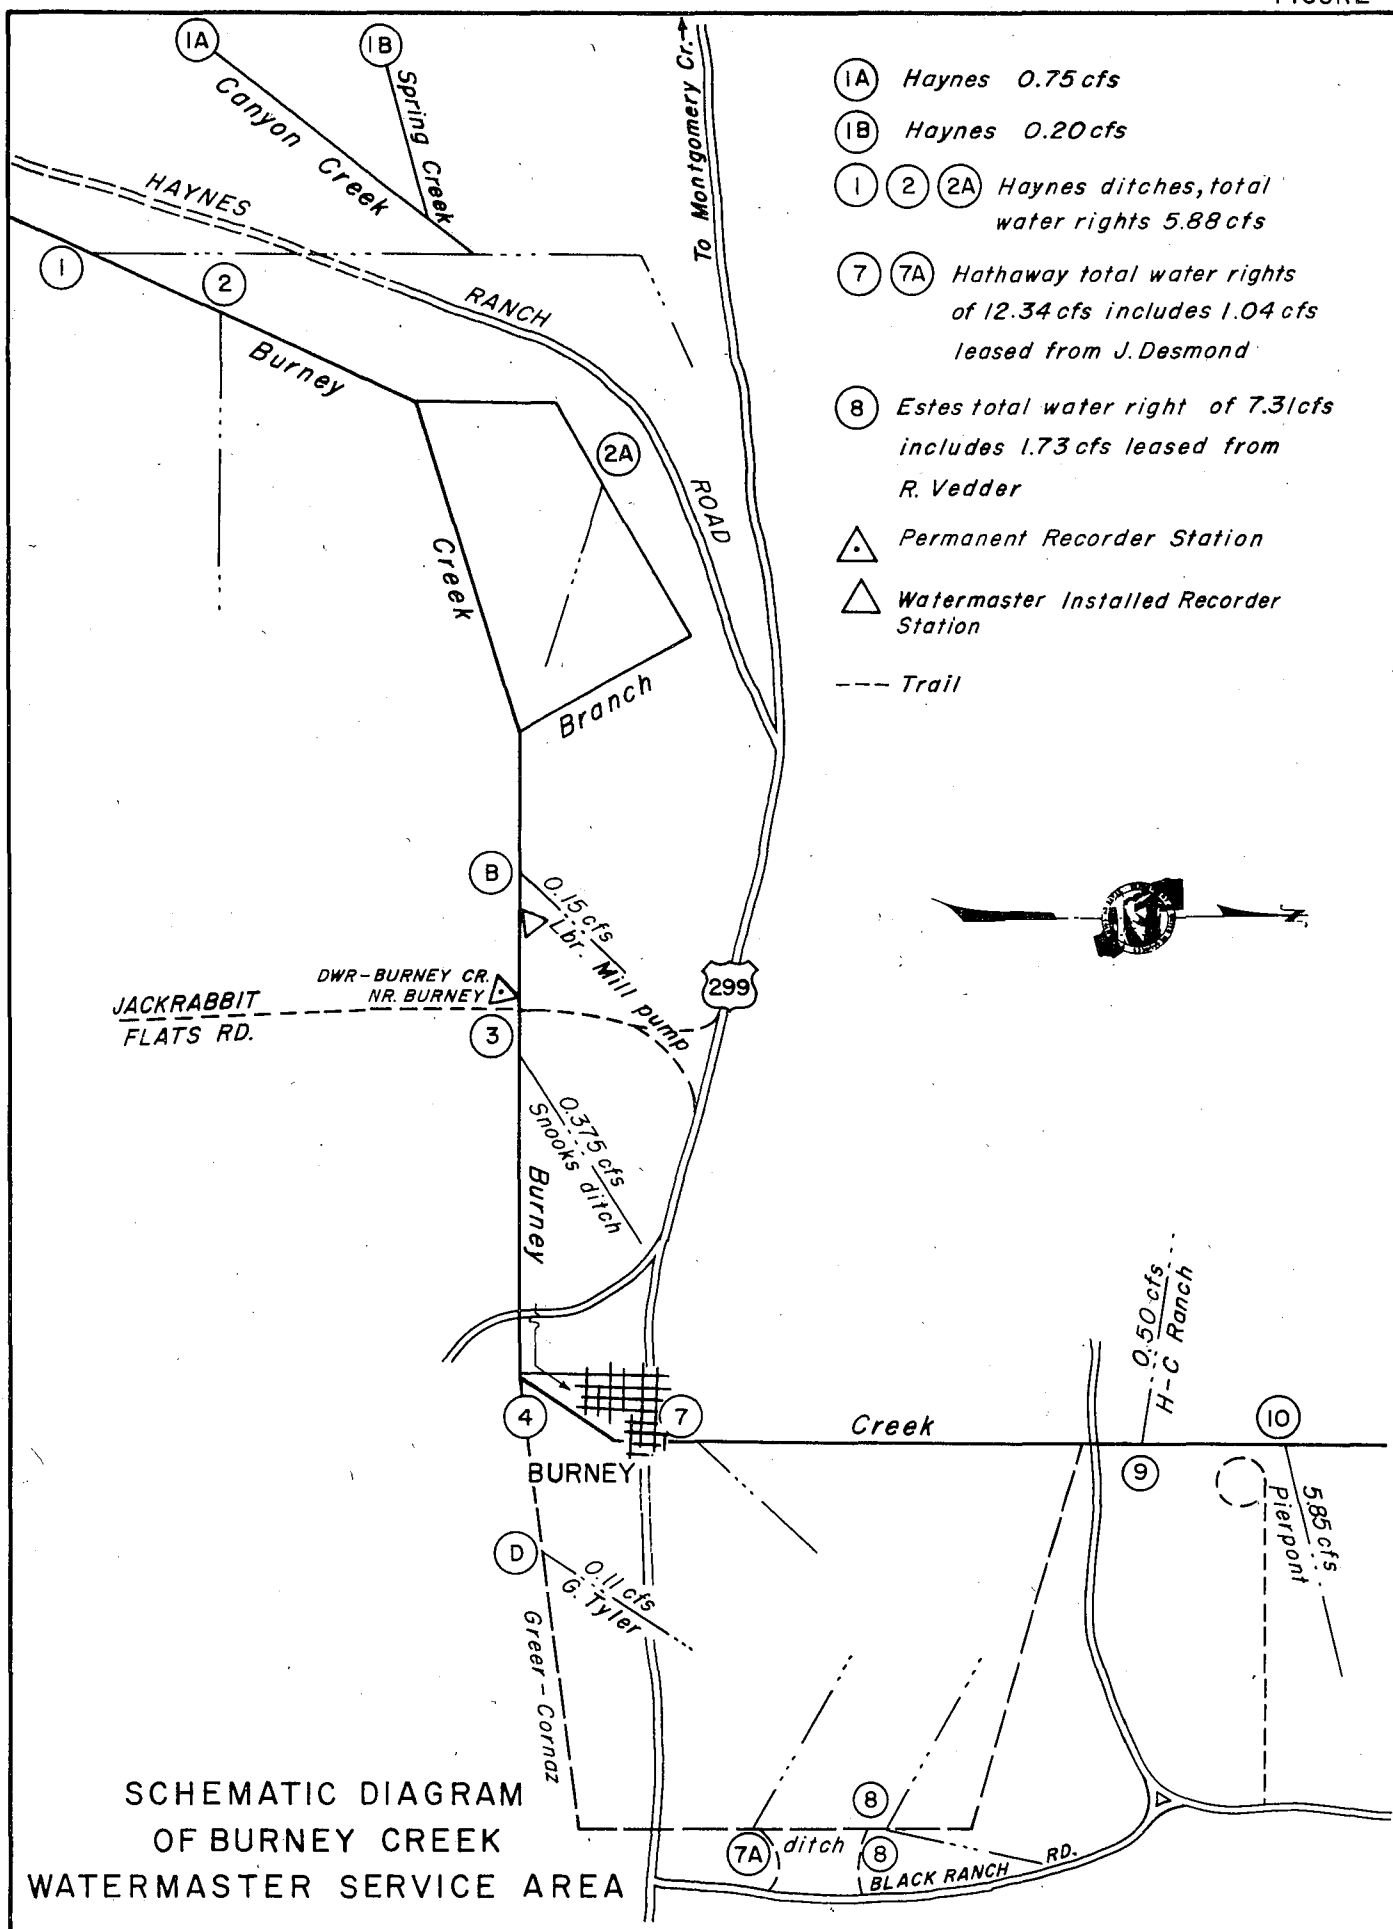 1A
1B
Canyon Creek
Spring Creek
To Montgomery Cr.
HAYNES
RANCH
ROAD
1
2
Burney
Creek
2A
Branch
1A Haynes 0.75 cfs
1B Haynes 0.20 cfs
1 2 2A Haynes ditches, total
water rights 5.88 cfs
7 7A Hathaway total water rights
of 12.34 cfs includes 1.04 cfs
leased from J. Desmond
8 Estes total water right of 7.31 cfs
includes 1.73 cfs leased from
R. Vedder
Permanent Recorder Station
Watermaster Installed Recorder
Station
---- Trail
B
0.15 cfs
Lbr. Mill pump
299
DWR-BURNEY CR.
NR. BURNEY
JACKRABBIT
FLATS RD.
3
0.375 cfs
Snooks ditch
Burney
0.50 cfs
H-C Ranch
4
7
Creek
10
BURNEY
9
5.85 cfs
Pierpont
D
0.11 cfs
G. Tyler
Greer-Cornaz
8
7A
ditch
8
BLACK RANCH RD.
SCHEMATIC DIAGRAM
OF BURNEY CREEK
WATERMASTER SERVICE AREA